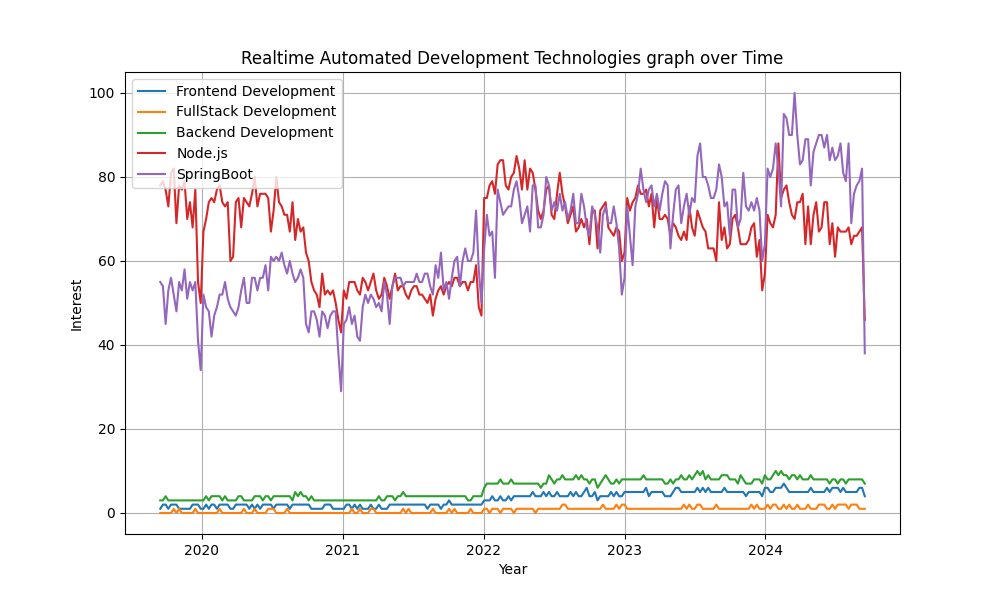 Realtime Automated Development Technologies graph over Time
Frontend Development
FullStack Development
Backend Development
Node.js
SpringBoot
100
80
60
40
20
0
Interest
2020
2021
2022
2023
2024
Year